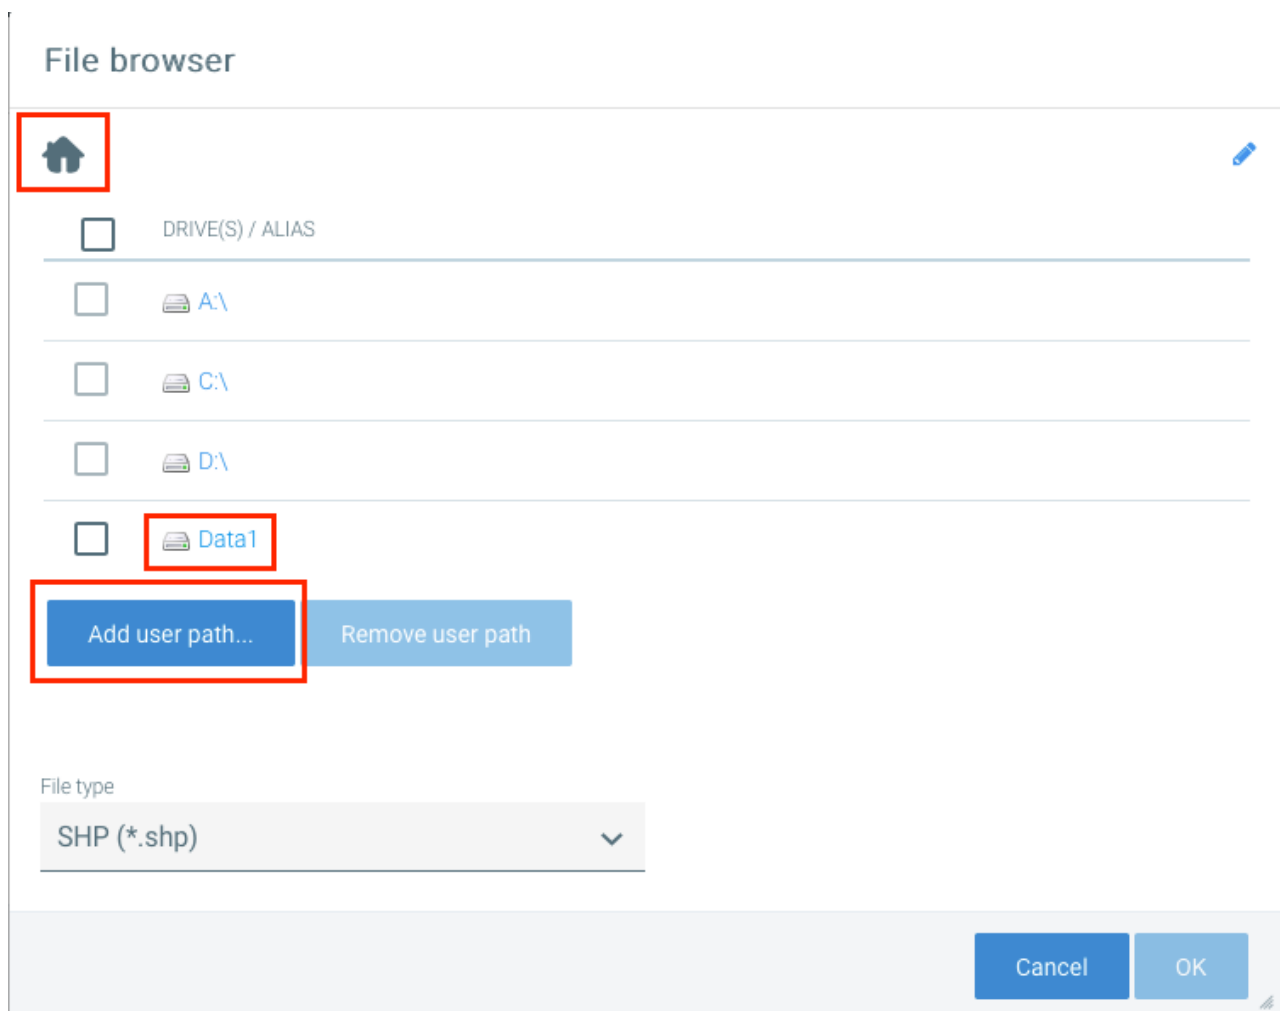 File browser
DRIVE(S) / ALIAS
A:\
C:\
D:\
Data1
Add user path...
Remove user path
File type
SHP (*.shp)
Cancel
OK